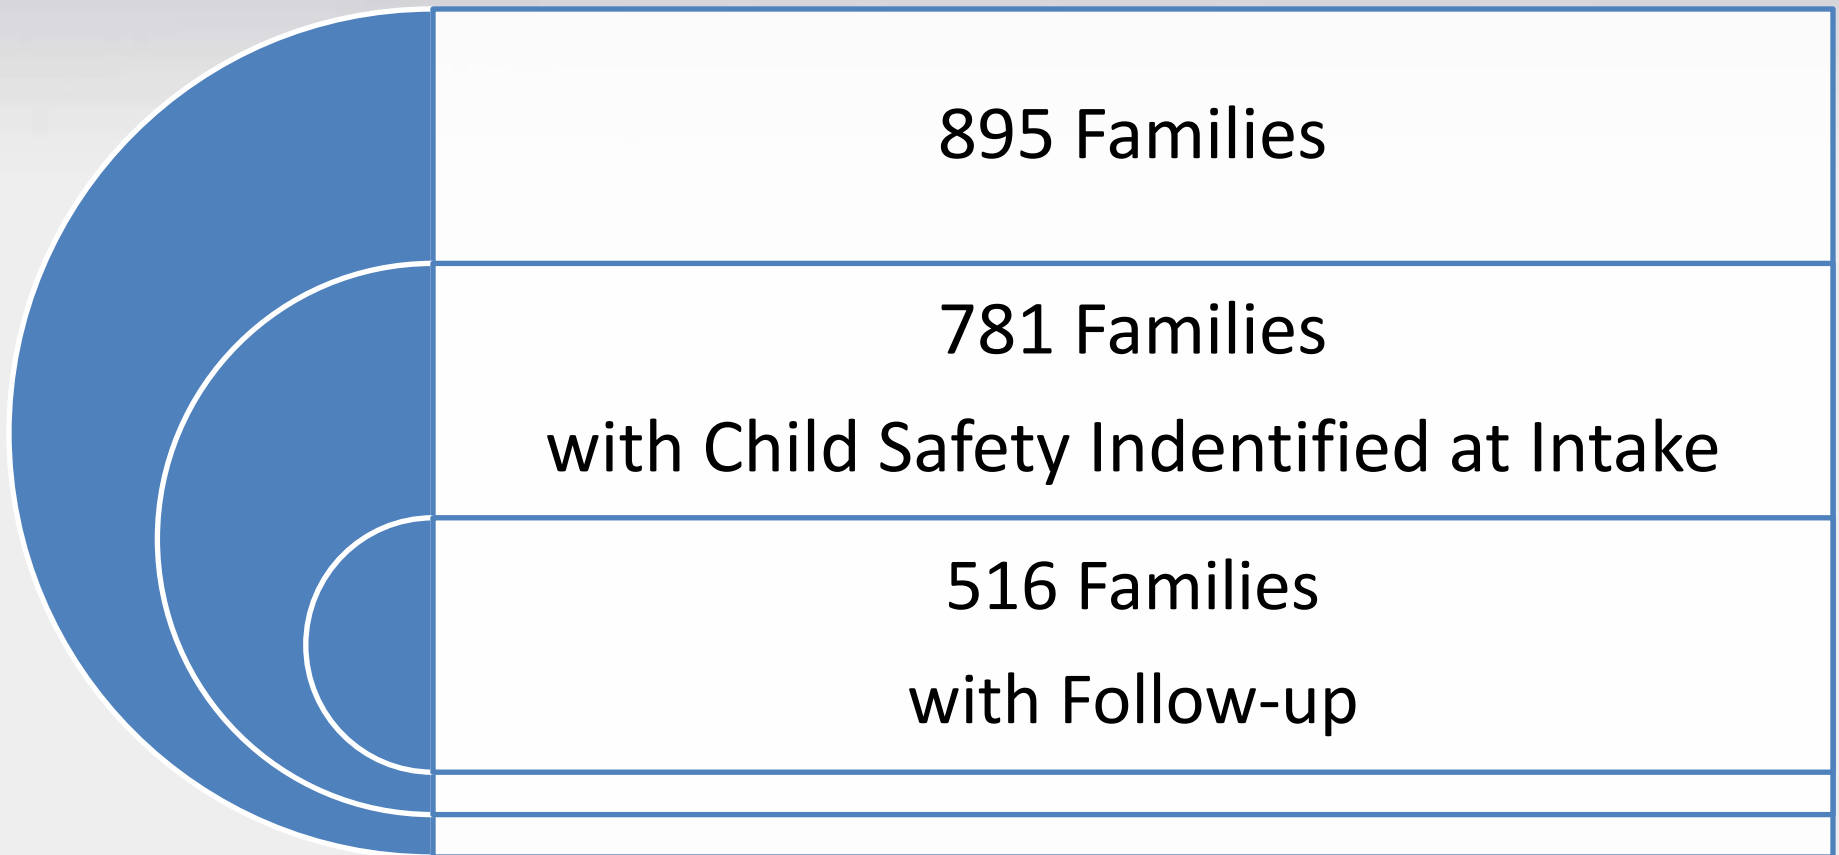 895 Families
781 Families
with Child Safety Indentified at Intake
516 Families
with Follow-up